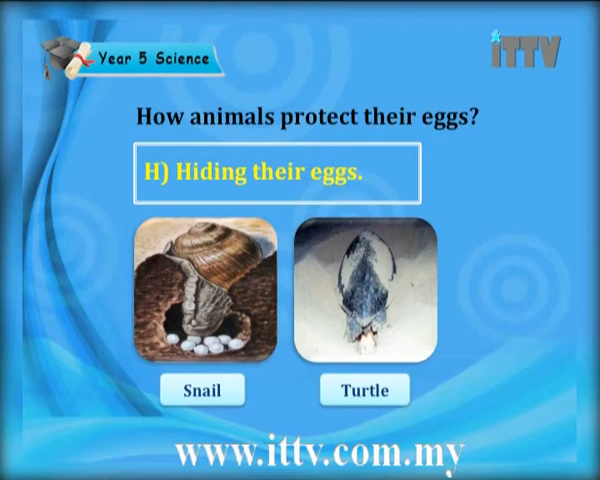 Year 5 Science
iTTV
How animals protect their eggs?
H) Hiding their eggs.
Snail
Turtle
www.ittv.com.my